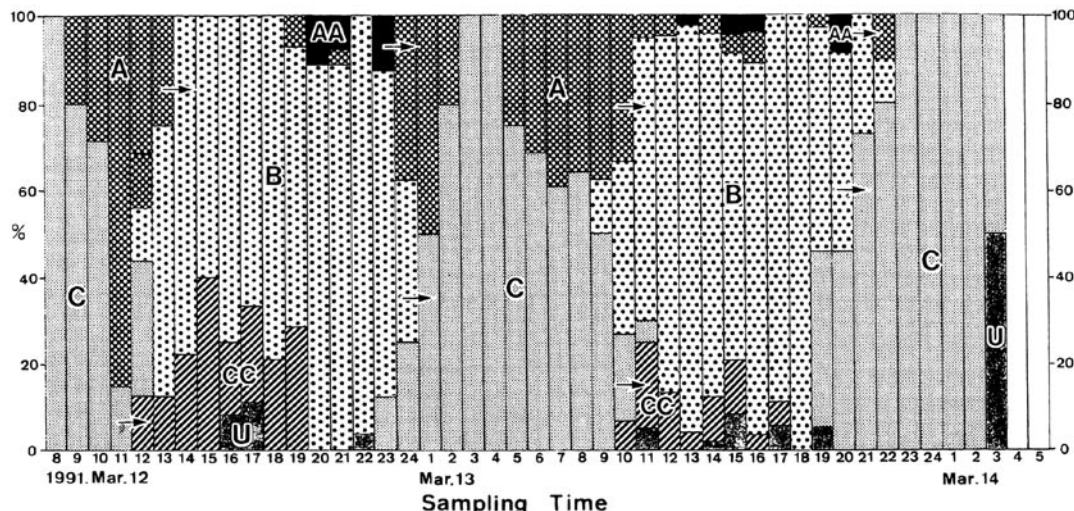 100 100
A AA A AA
80 80
B B
60 60
%
C C C
40 40
20 CC CC U 20
U
0 0
8 9 10 11 12 13 14 15 16 17 18 19 20 21 22 23 24 1 2 3 4 5 6 7 8 9 10 11 12 13 14 15 16 17 18 19 20 21 22 23 24 1 2 3 4 5
1991. Mar.12 Mar.13 Mar.14
Sampling Time